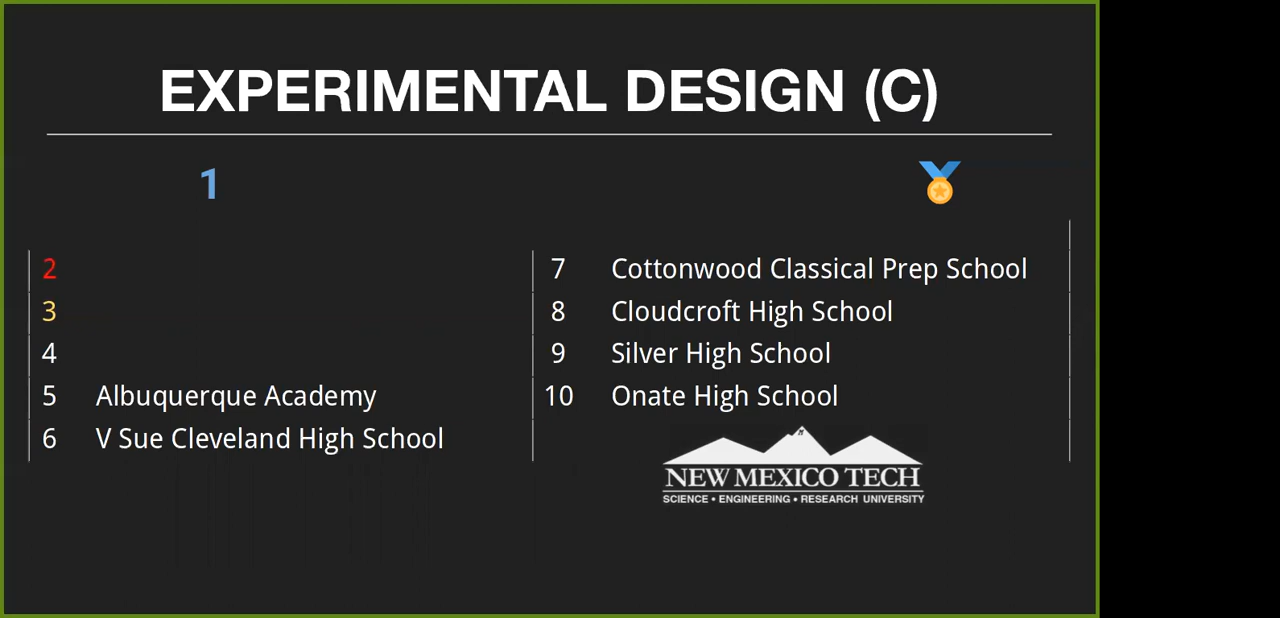 EXPERIMENTAL DESIGN (C)
1
2
3
4
5 Albuquerque Academy
6 V Sue Cleveland High School
7 Cottonwood Classical Prep School
8 Cloudcroft High School
9 Silver High School
10 Onate High School
NEW MEXICO TECH
SCIENCE • ENGINEERING • RESEARCH UNIVERSITY